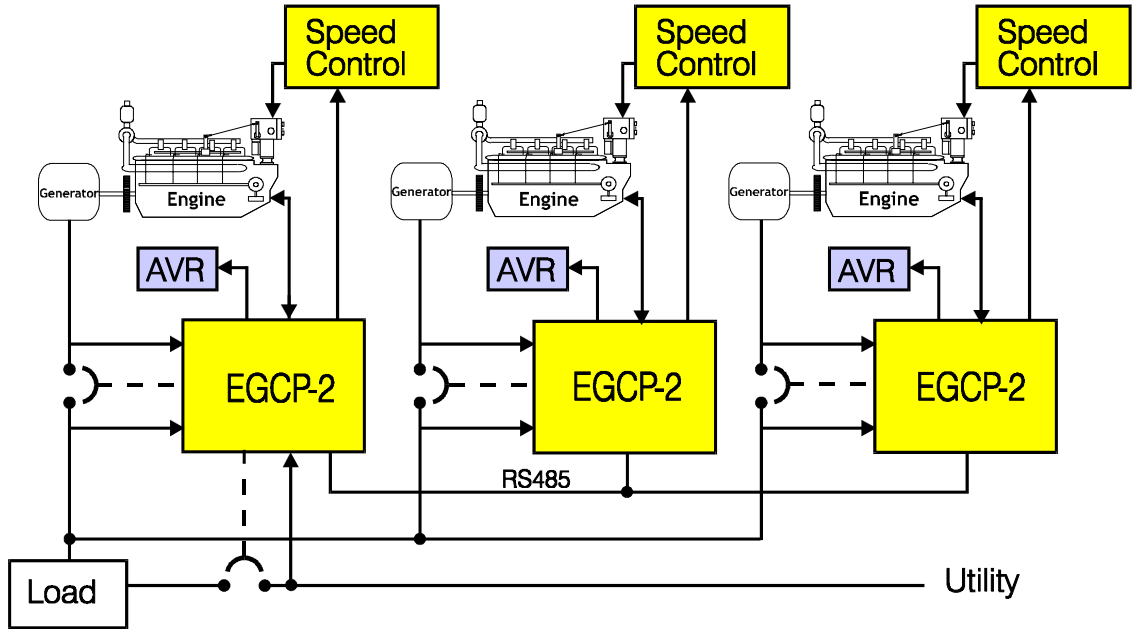 Speed
Control
Speed
Control
Speed
Control
Generator
Engine
Generator
Engine
Generator
Engine
AVR
AVR
AVR
EGCP-2
EGCP-2
EGCP-2
RS485
Load
Utility